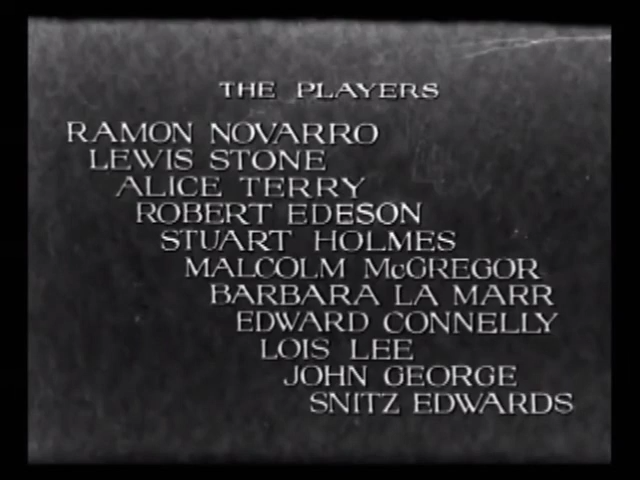 THE PLAYERS
RAMON NOVARRO
LEWIS STONE
ALICE TERRY
ROBERT EDESON
STUART HOLMES
MALCOLM McGREGOR
BARBARA LA MARR
EDWARD CONNELLY
LOIS LEE
JOHN GEORGE
SNITZ EDWARDS